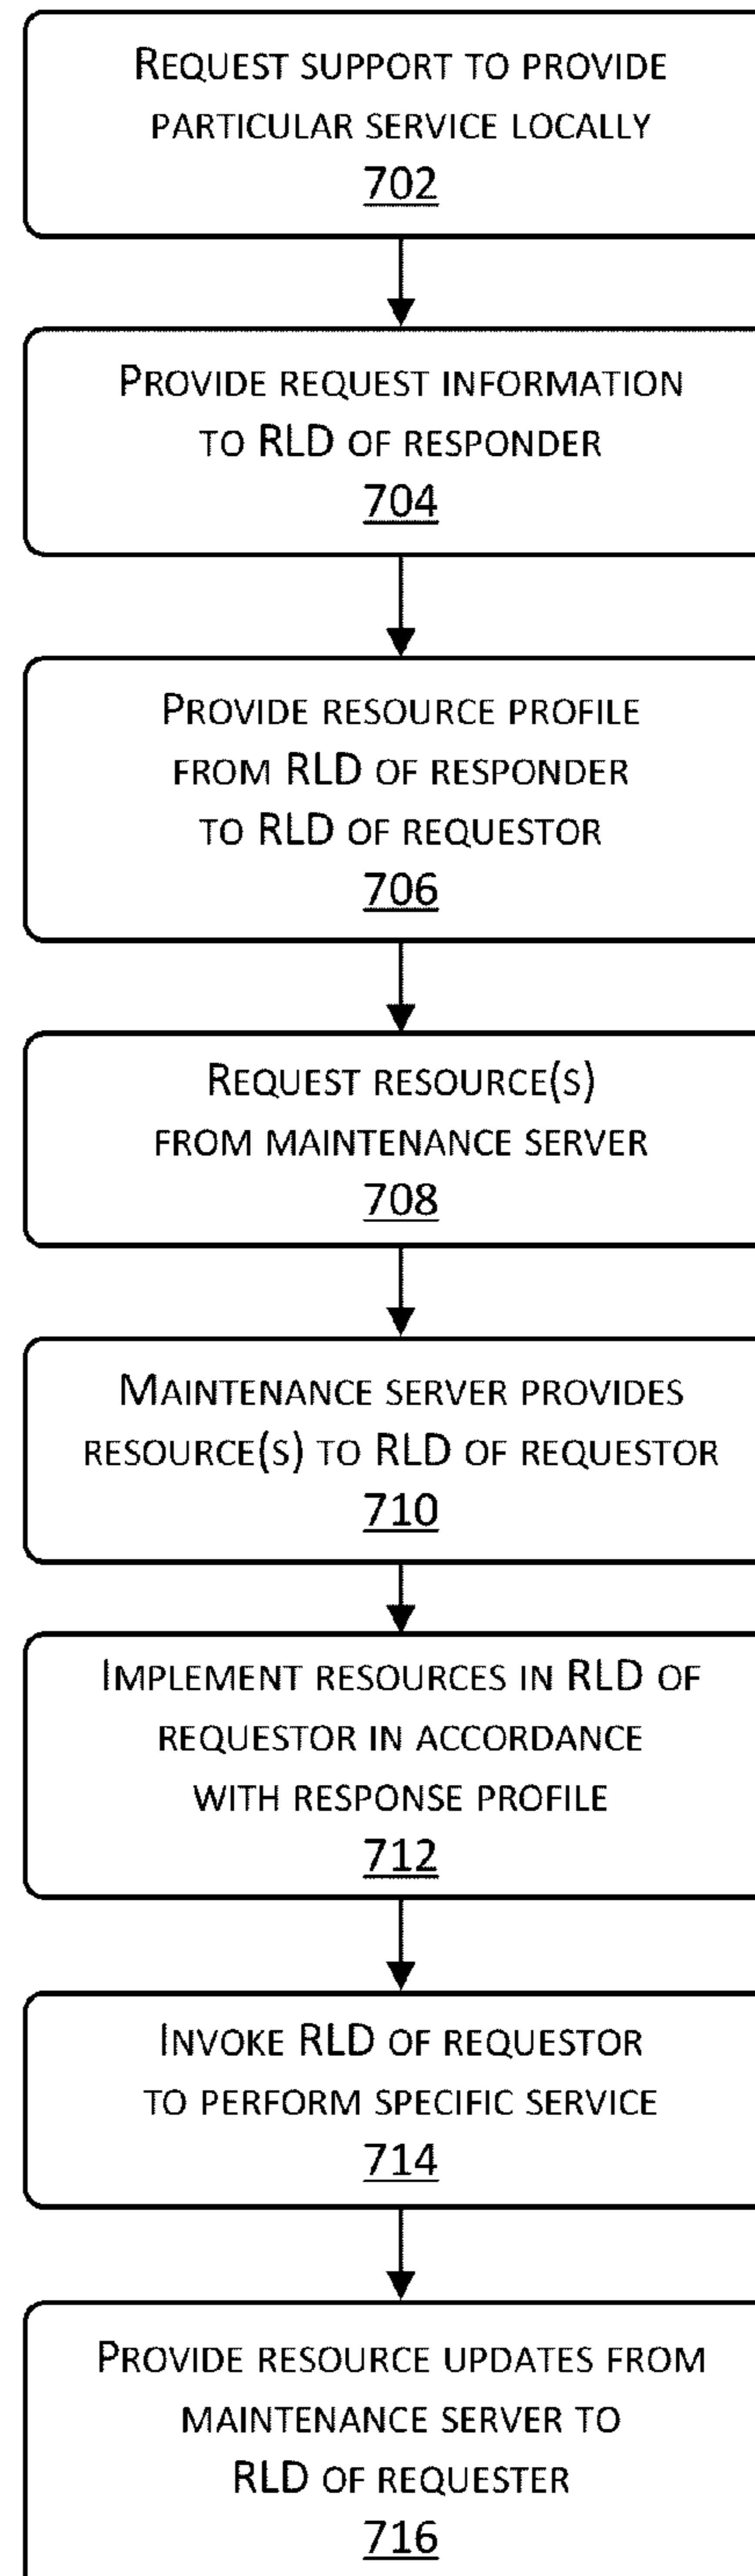 REQUEST SUPPORT TO PROVIDE
PARTICULAR SERVICE LOCALLY
702
PROVIDE REQUEST INFORMATION
TO RLD OF RESPONDER
704
PROVIDE RESOURCE PROFILE
FROM RLD OF RESPONDER
TO RLD OF REQUESTOR
706
REQUEST RESOURCE(S)
FROM MAINTENANCE SERVER
708
MAINTENANCE SERVER PROVIDES
RESOURCE(S) TO RLD OF REQUESTOR
710
IMPLEMENT RESOURCES IN RLD OF
REQUESTOR IN ACCORDANCE
WITH RESPONSE PROFILE
712
INVOKE RLD OF REQUESTOR
TO PERFORM SPECIFIC SERVICE
714
PROVIDE RESOURCE UPDATES FROM
MAINTENANCE SERVER TO
RLD OF REQUESTER
716